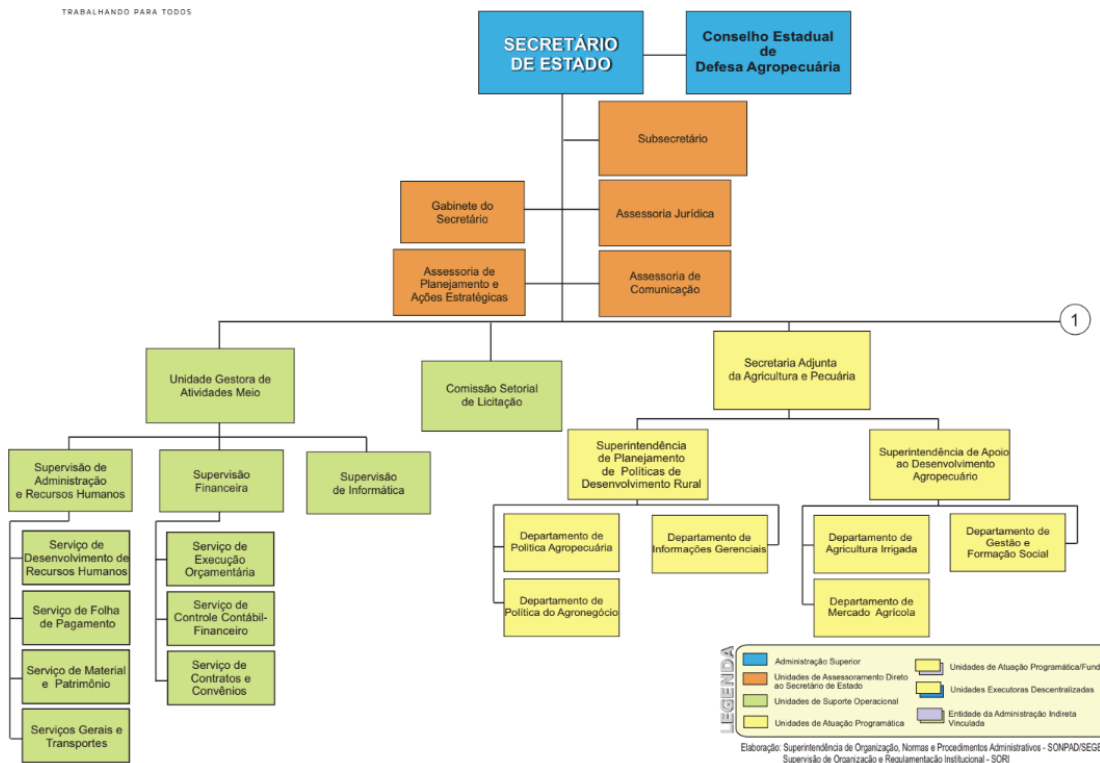 TRABALHANDO PARA TODOS
SECRETÁRIO
DE ESTADO
Conselho Estadual
de
Defesa Agropecuária
Subsecretário
Gabinete do
Secretário
Assessoria Jurídica
Assessoria de
Planejamento e
Ações Estratégicas
Assessoria de
Comunicação
1
Unidade Gestora de
Atividades Meio
Comissão Setorial
de Licitação
Secretaria Adjunta
da Agricultura e Pecuária
Supervisão de
Administração
e Recursos Humanos
Supervisão
Financeira
Supervisão
de Informática
Superintendência
de Planejamento
de Políticas de
Desenvolvimento Rural
Superintendência de Apoio
ao Desenvolvimento
Agropecuário
Serviço de
Desenvolvimento de
Recursos Humanos
Serviço de Folha
de Pagamento
Serviço de Material
e Patrimônio
Serviços Gerais e
Transportes
Serviço de
Execução
Orçamentária
Serviço de
Controle Contábil-
Financeiro
Serviço de
Contratos e
Convênios
Departamento de
Politica Agropecuária
Departamento de
Política do Agronegócio
Departamento de
Informações Gerenciais
Departamento de
Agricultura Irrigada
Departamento de
Mercado Agrícola
Departamento de
Gestão e
Formação Social
LEGENDA
Administração Superior
Unidades de Assessoramento Direto
ao Secretário de Estado
Unidades de Suporte Operacional
Unidades de Atuação Programática
Unidades de Atuação Programática/Fund
Unidades Executoras Descentralizadas
Entidade da Administração Indireta
Vinculada
Elaboração: Superintendência de Organização, Normas e Procedimentos Administrativos - SONPAD/SEGE
Supervisão de Organização e Regulamentação Institucional - SORI